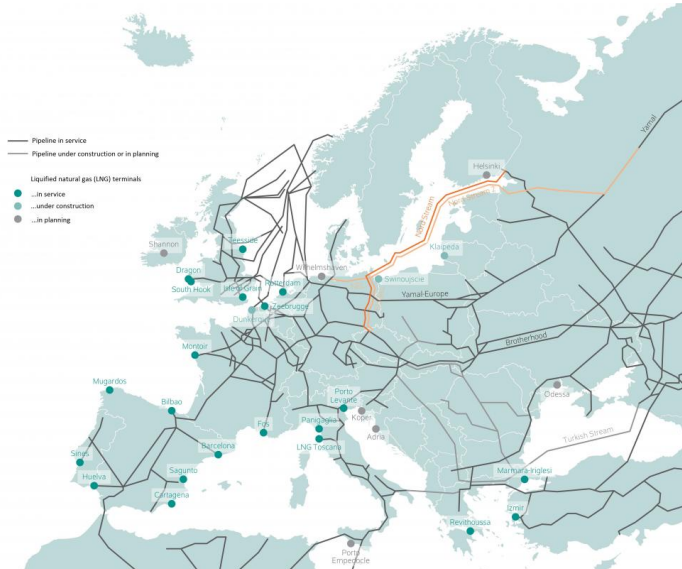 Pipeline in service
Pipeline under construction or in planning
Liquified natural gas (LNG) terminals
...in service
...under construction
...in planning
Yamal
Helsinki
Nord Stream
Nord Stream
Shannon
Teesside
Klaipeda
Wilhelmshaven
Dragon
South Hook
Isle of Grain
Rotterdam
Swinoujscie
Zeebrugge
Yamal-Europe
Dunkerque
Brotherhood
Montoir
Mugardos
Bilbao
Porto
Levante
Koper
Odessa
Fos
Panigaglia
Adria
Turkish Stream
LNG Toscana
Barcelona
Sines
Sagunto
Huelva
Marmara-Inglesi
Cartagena
Izmir
Revithoussa
Porto
Empedocle